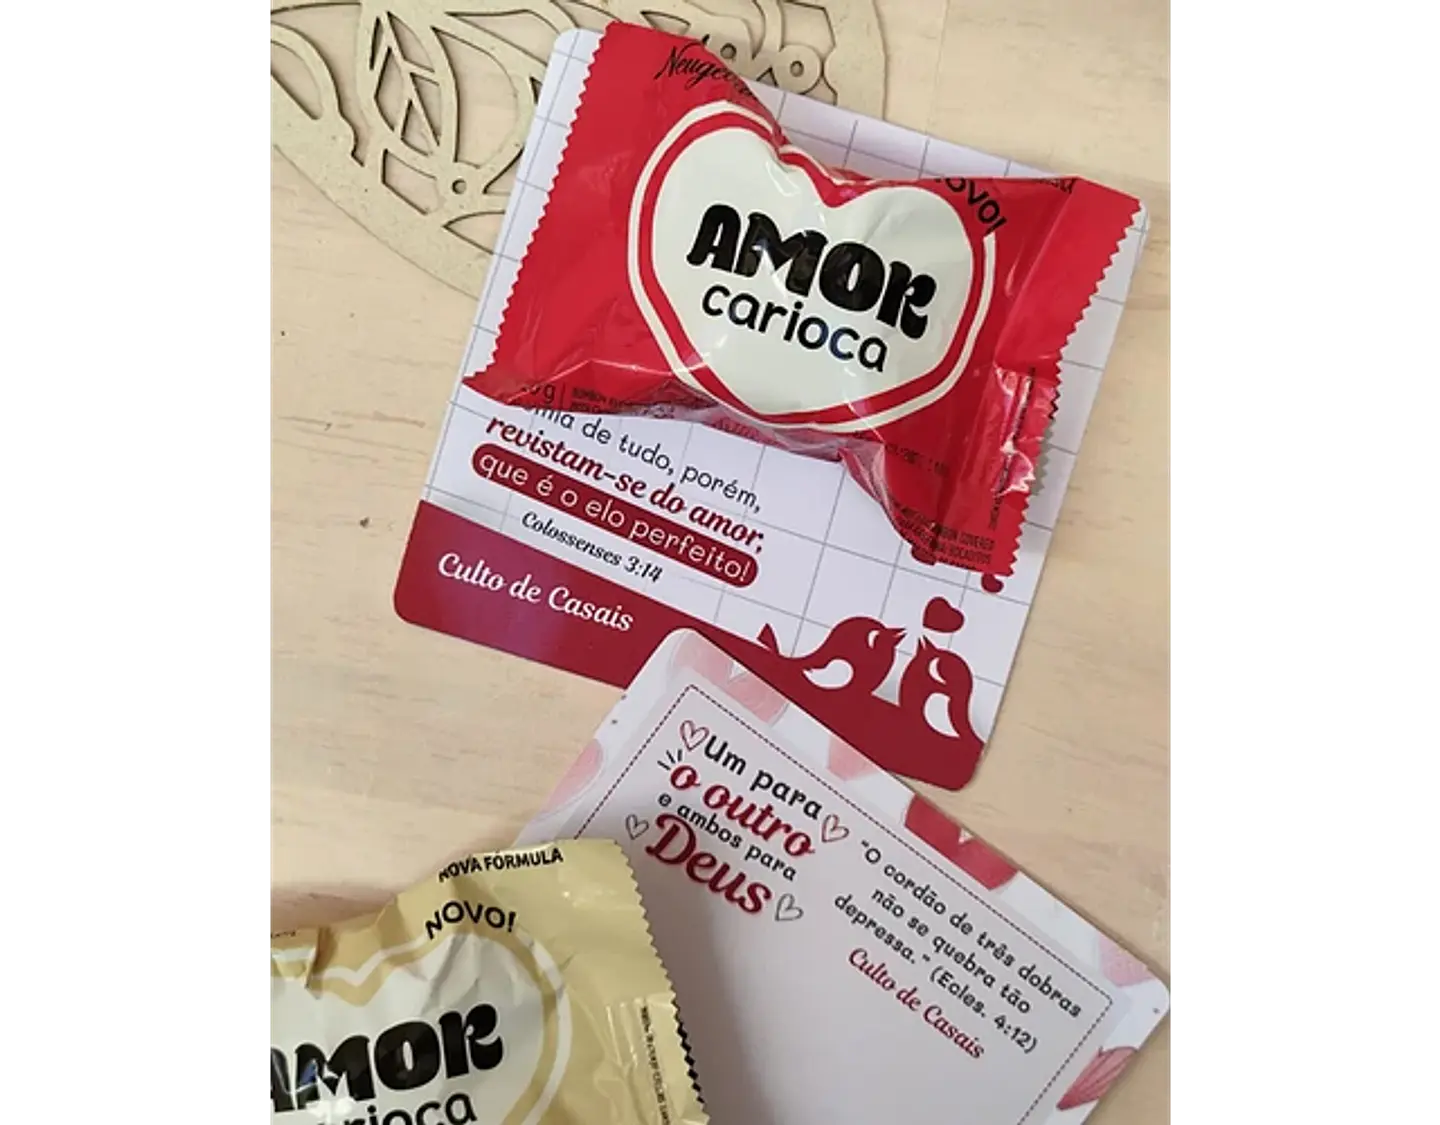 NOVO!
AMOR
carioca
de tudo, porém,
revistam-se do amor,
que é o elo perfeito!
Colossenses 3:14
Culto de Casais
Um para
o outro
e ambos para
Deus
"O cordão de três dobras
não se quebra tão
depressa." (Ecles. 4:12)
Culto de Casais
NOVA FÓRMULA
NOVO!
AMOR